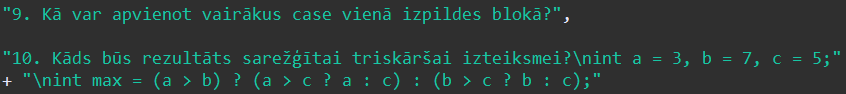 "9. Kā var apvienot vairākus case vienā izpildes blokā?",
"10. Kāds būs rezultāts sarežģītai triskāršai izteiksmei?\nint a = 3, b = 7, c = 5;"
+ "\nint max = (a > b) ? (a > c ? a : c) : (b > c ? b : c);"